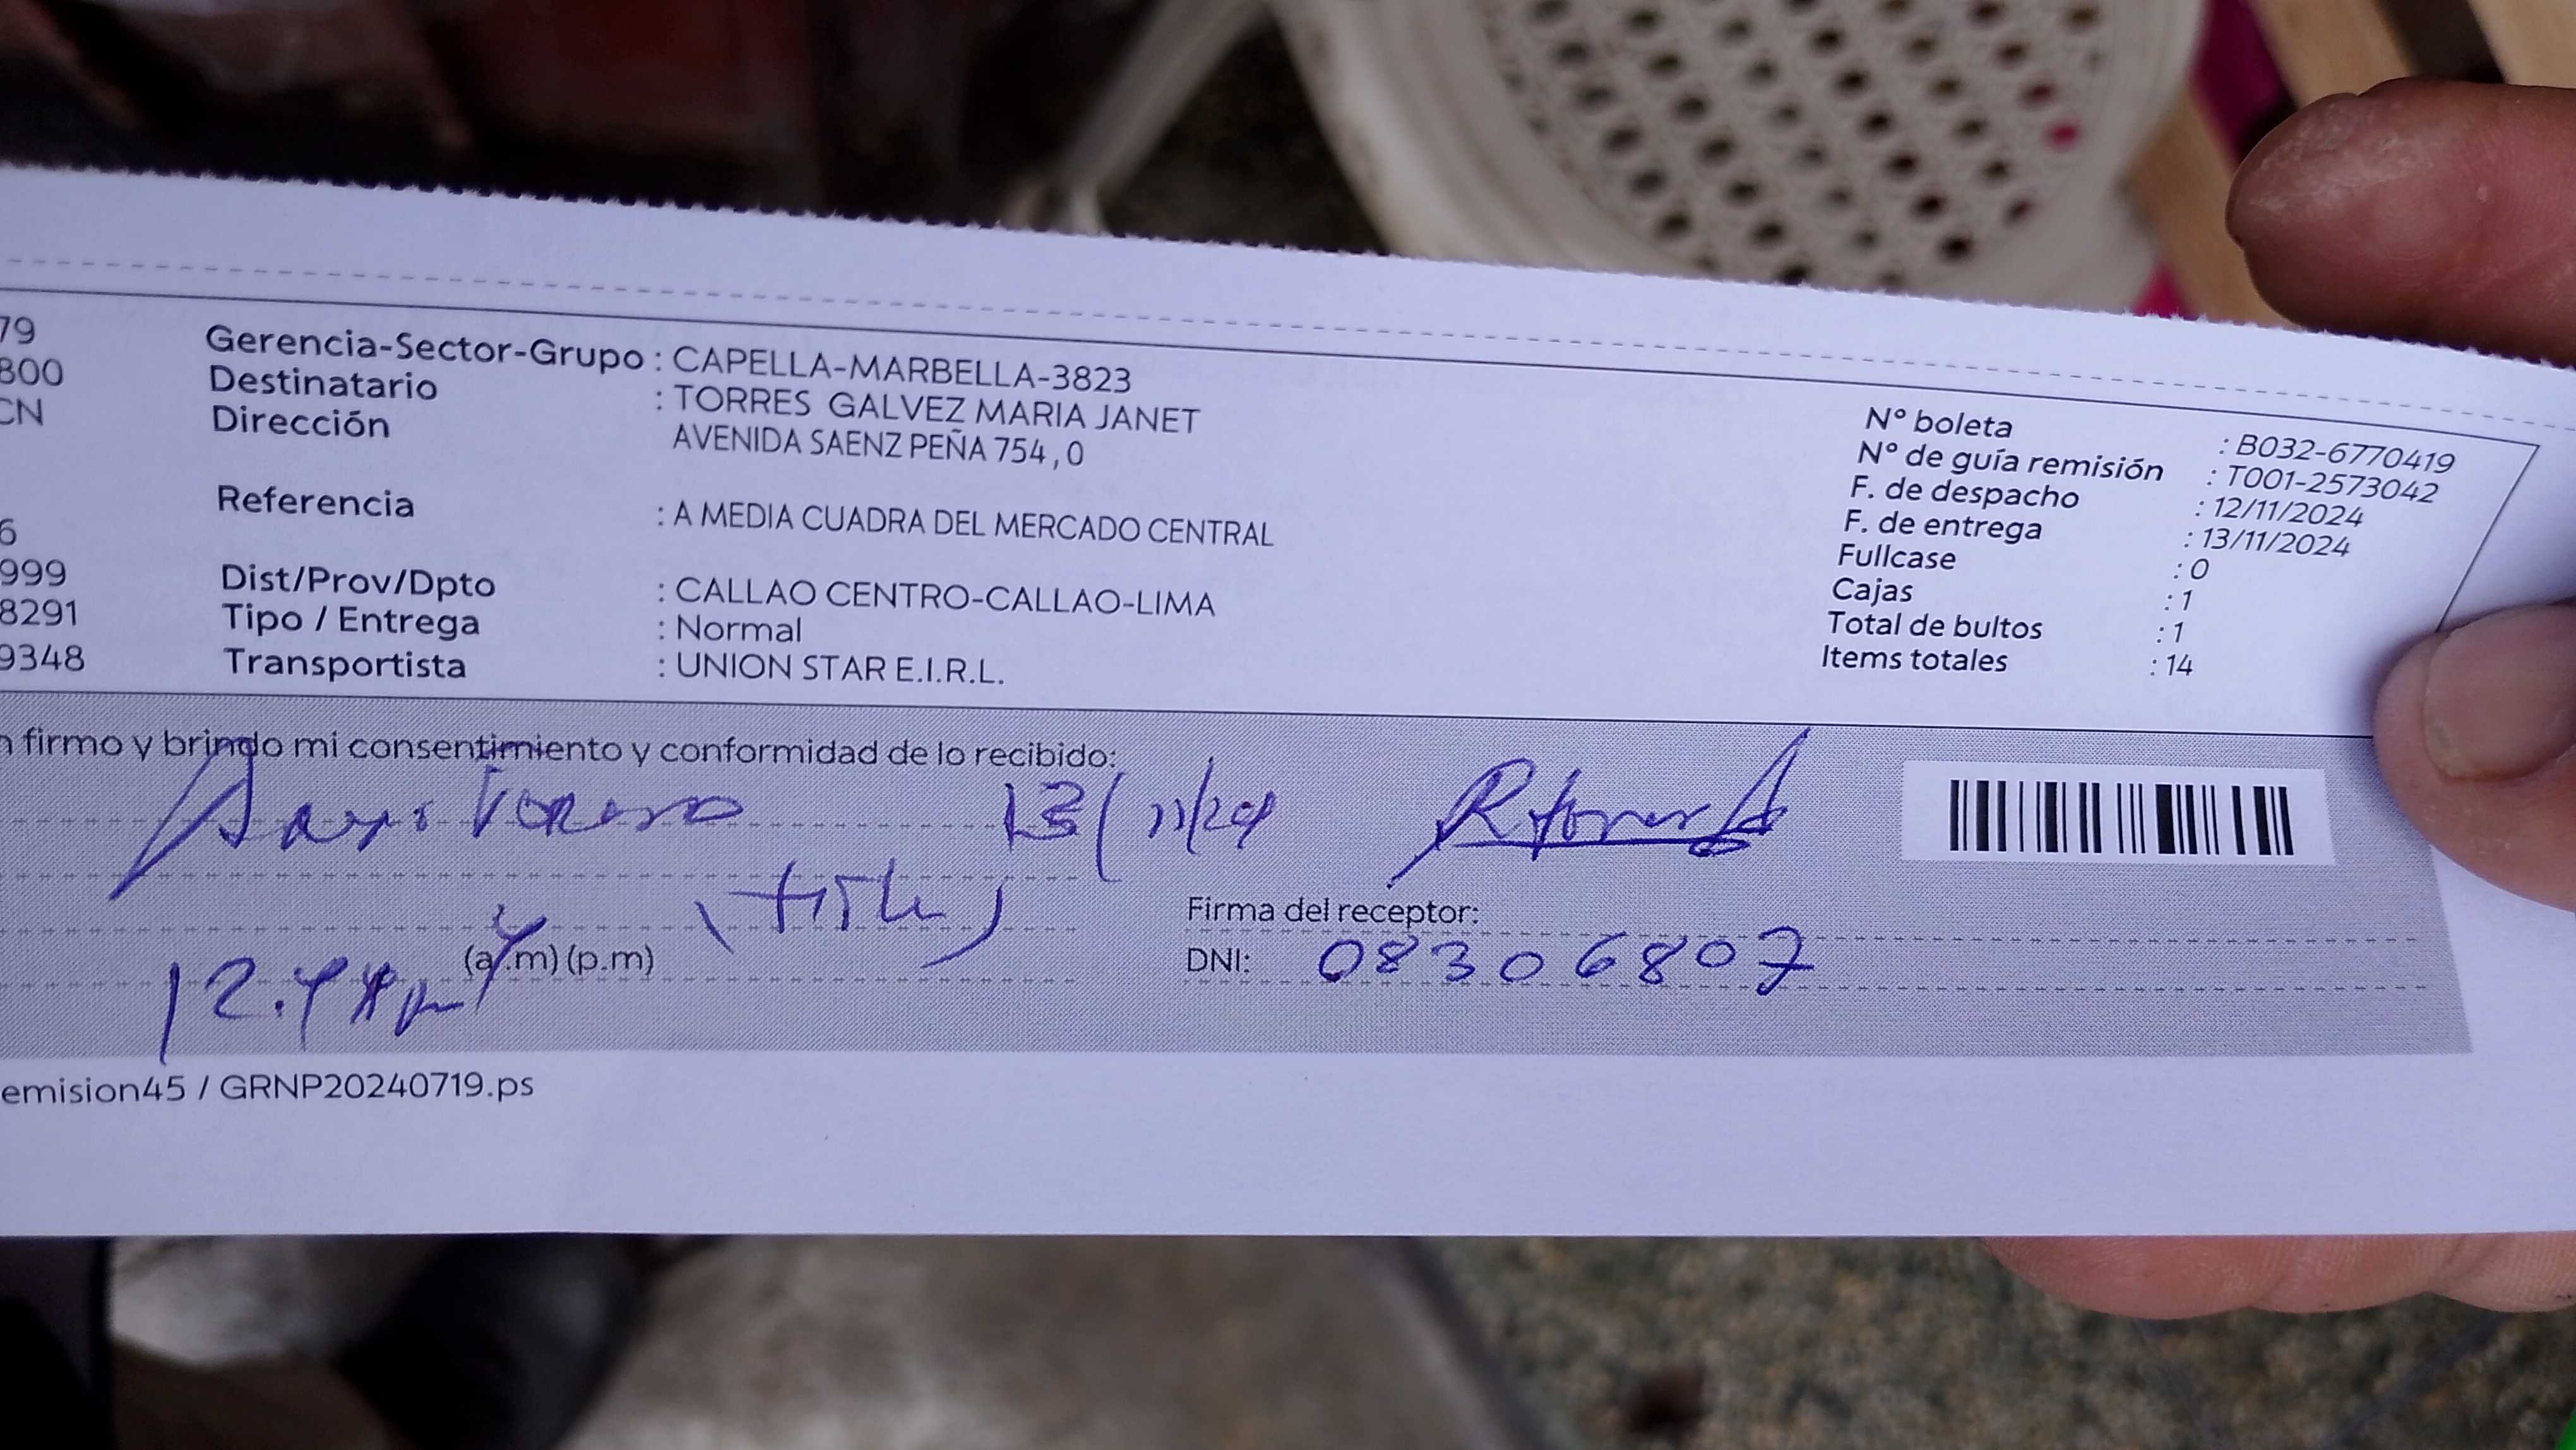 79 Gerencia-Sector-Grupo : CAPELLA-MARBELLA-3823
800 Destinatario : TORRES GALVEZ MARIA JANET
CN Dirección AVENIDA SAENZ PEÑA 754 , 0
Referencia : A MEDIA CUADRA DEL MERCADO CENTRAL
6
999 Dist/Prov/Dpto : CALLAO CENTRO-CALLAO-LIMA
8291 Tipo / Entrega : Normal
9348 Transportista : UNION STAR E.I.R.L.
Nº boleta : B032-6770419
Nº de guía remisión : T001-2573042
F. de despacho : 12/11/2024
F. de entrega : 13/11/2024
Fullcase : 0
Cajas : 1
Total de bultos : 1
Items totales : 14
n firmo y brindo mi consentimiento y conformidad de lo recibido:
13/11/24
Firma del receptor:
(a.m) (p.m)
DNI: 08306807
emision45 / GRNP20240719.ps